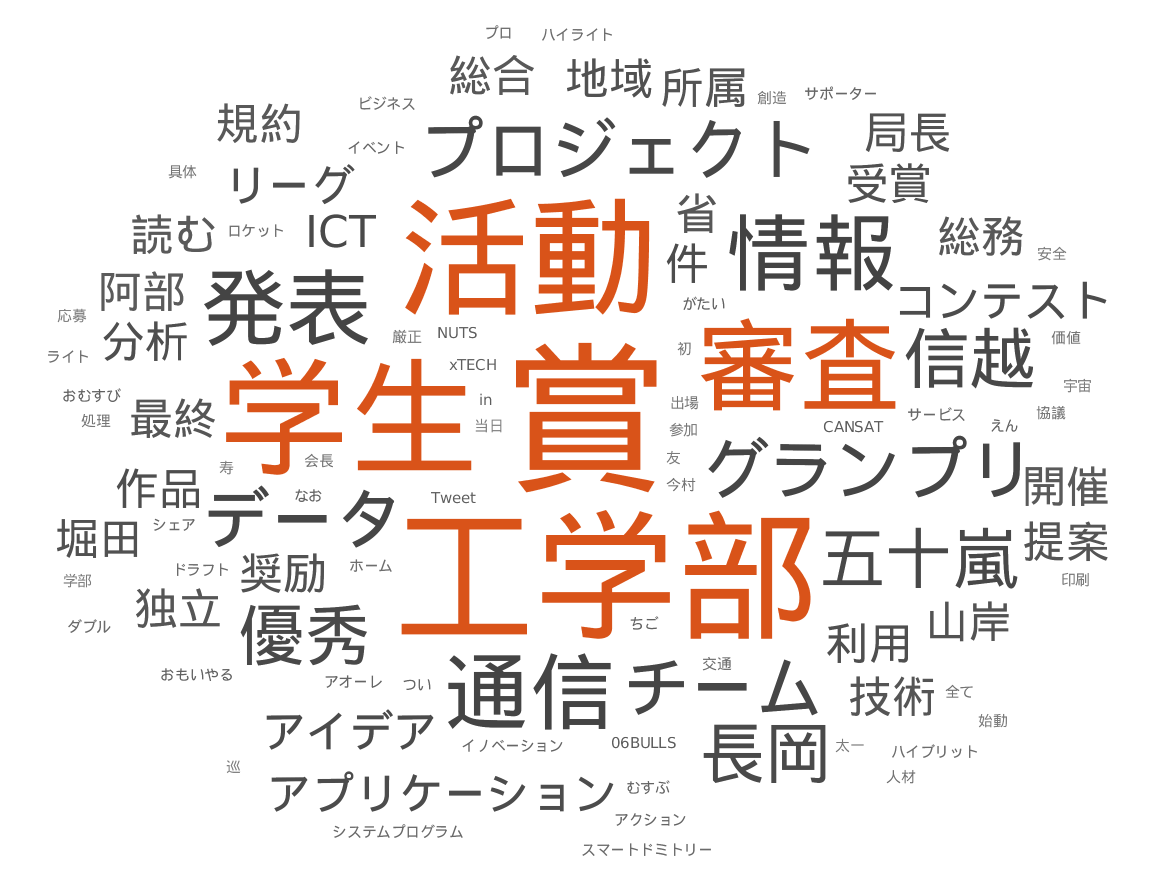 プロ ハイライト
総合 地域 所属 創造 サポーター
規約 ビジネス プロジェクト 局長
具体 イベント 受賞
リーグ 活動 省 情報 総務
読む ロケット ICT 件 安全
阿部 発表 がたい コンテスト
応募 分析 厳正 NUTS 初 審査 信越 価値
ライト 学生 xTECH 賞 宇宙
おむすび 最終 in 出場 サービス 協議
処理 当日 参加 CANSAT えん
寿 会長 友 グランプリ 開催
作品 データ なお Tweet 今村
堀田 シェア 工学部 五十嵐 提案
学部 ドラフト 奨励 ホーム 印刷
独立 優秀 ちご 利用 山岸
ダブル
おもいやる アオーレ つい 通信 チーム 交通 技術 全て
アイデア イノベーション 06BULLS 長岡 太一 始動
巡 ハイブリット
アプリケーション むすぶ 人材
システムプログラム アクション
スマートドミトリー